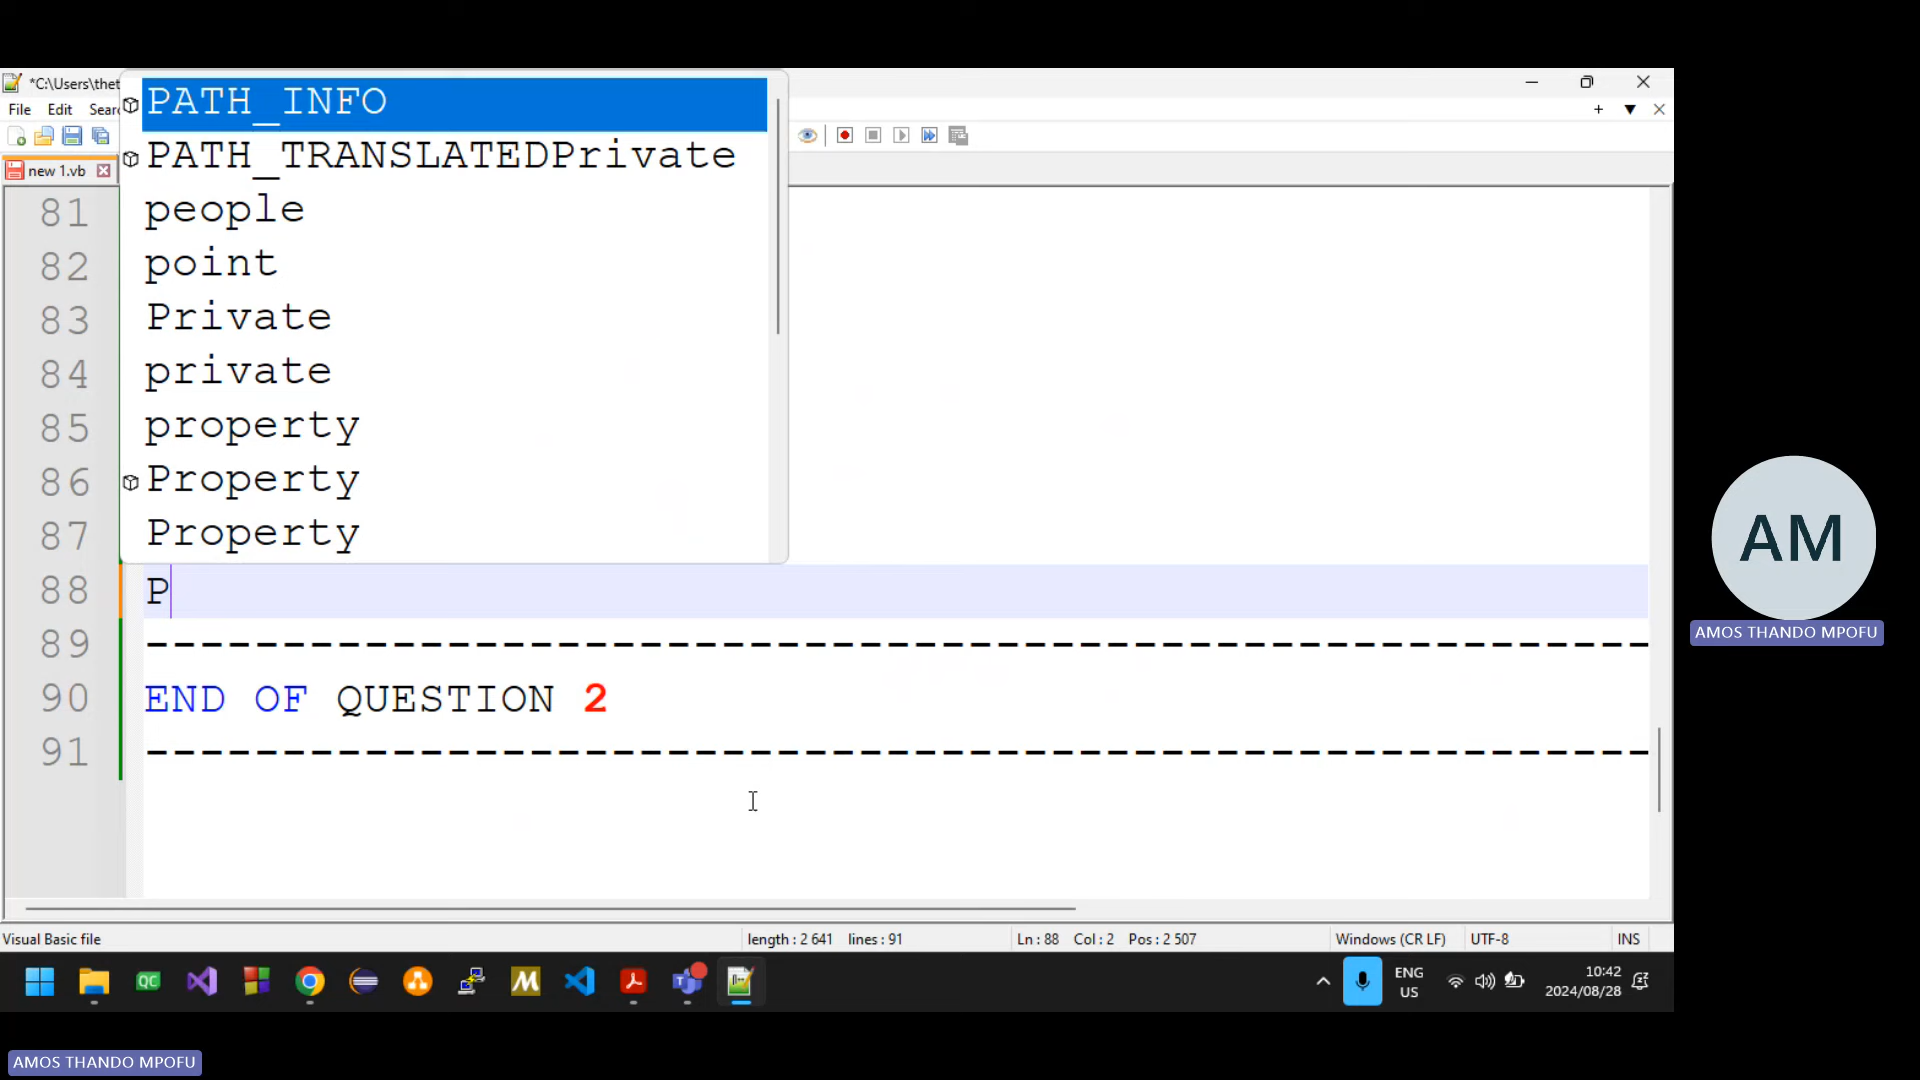 *C:\Users\thet
File Edit Sear
new 1.vb
PATH_INFO
PATH_TRANSLATEDPrivate
people
point
Private
private
property
Property
Property
81
82
83
84
85
86
87
88 P
89 -------------------------------------------------------
90 END OF QUESTION 2
91 -------------------------------------------------------
Visual Basic file length : 2 641 lines : 91 Ln : 88 Col : 2 Pos : 2 507 Windows (CR LF) UTF-8 INS
QC
ENG
US
10:42
2024/08/28
AM
AMOS THANDO MPOFU
AMOS THANDO MPOFU